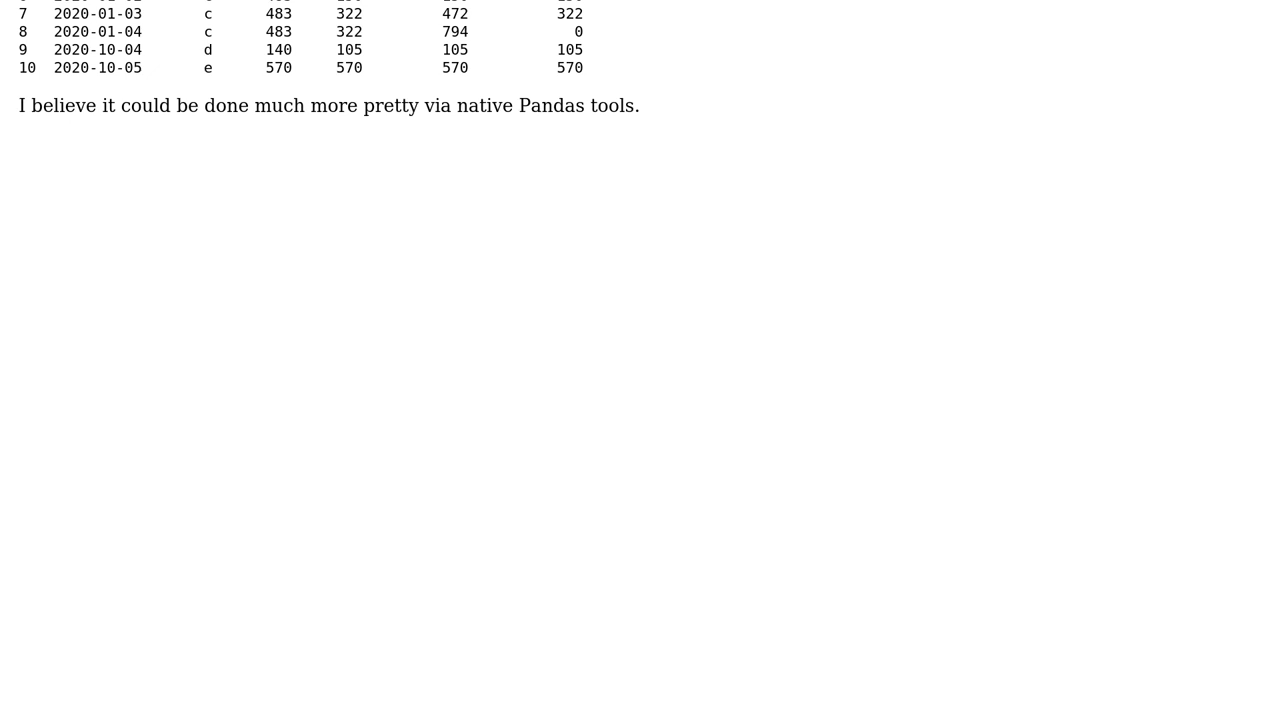 7 2020-01-03 c 483 322 472 322
8 2020-01-04 c 483 322 794 0
9 2020-10-04 d 140 105 105 105
10 2020-10-05 e 570 570 570 570
I believe it could be done much more pretty via native Pandas tools.